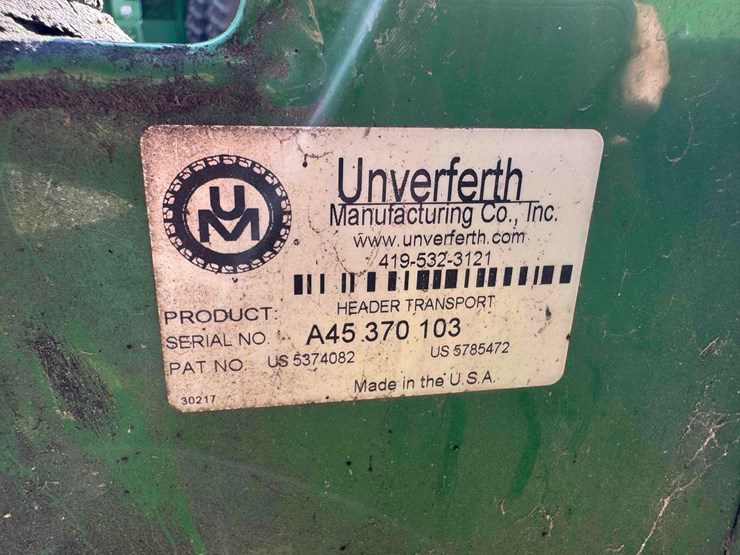 UM
Unverferth
Manufacturing Co., Inc.
www.unverferth.com
419-532-3121
PRODUCT: HEADER TRANSPORT
SERIAL NO. A45 370 103
PAT NO. US 5374082 US 5785472
Made in the U.S.A.
30217